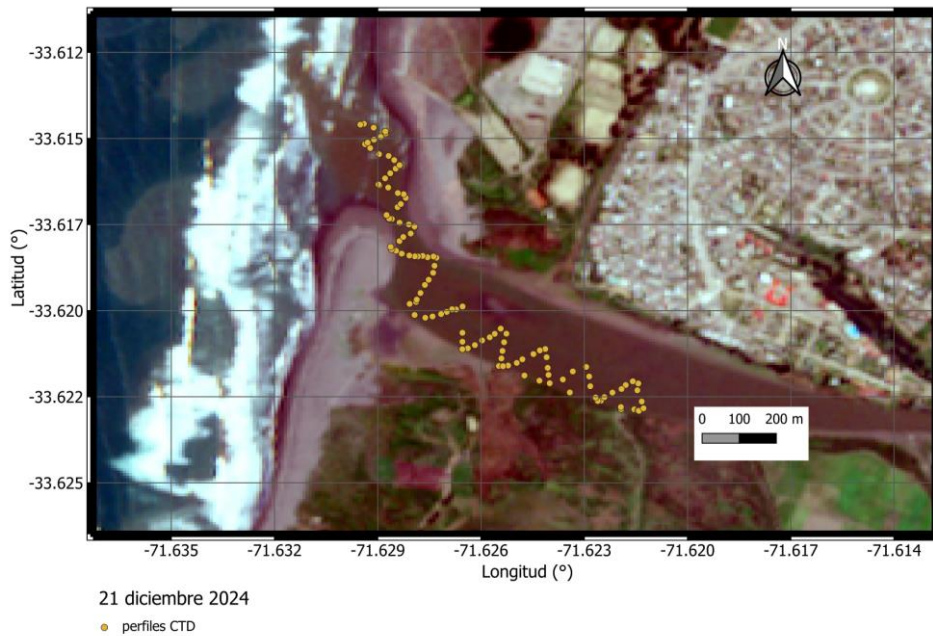 N
-33.612
-33.615
-33.617
-33.620
-33.622
-33.625
Latitud (°)
0 100 200 m
-71.635 -71.632 -71.629 -71.626 -71.623 -71.620 -71.617 -71.614
Longitud (°)
21 diciembre 2024
perfiles CTD